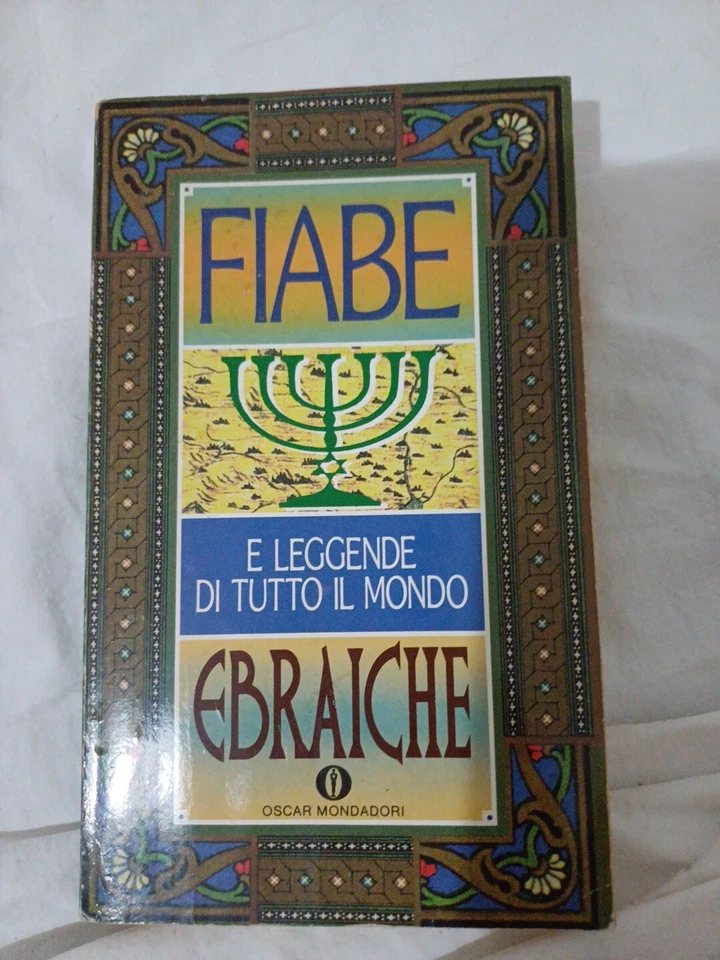 FIABE
E LEGGENDE
DI TUTTO IL MONDO
EBRAICHE
OSCAR MONDADORI